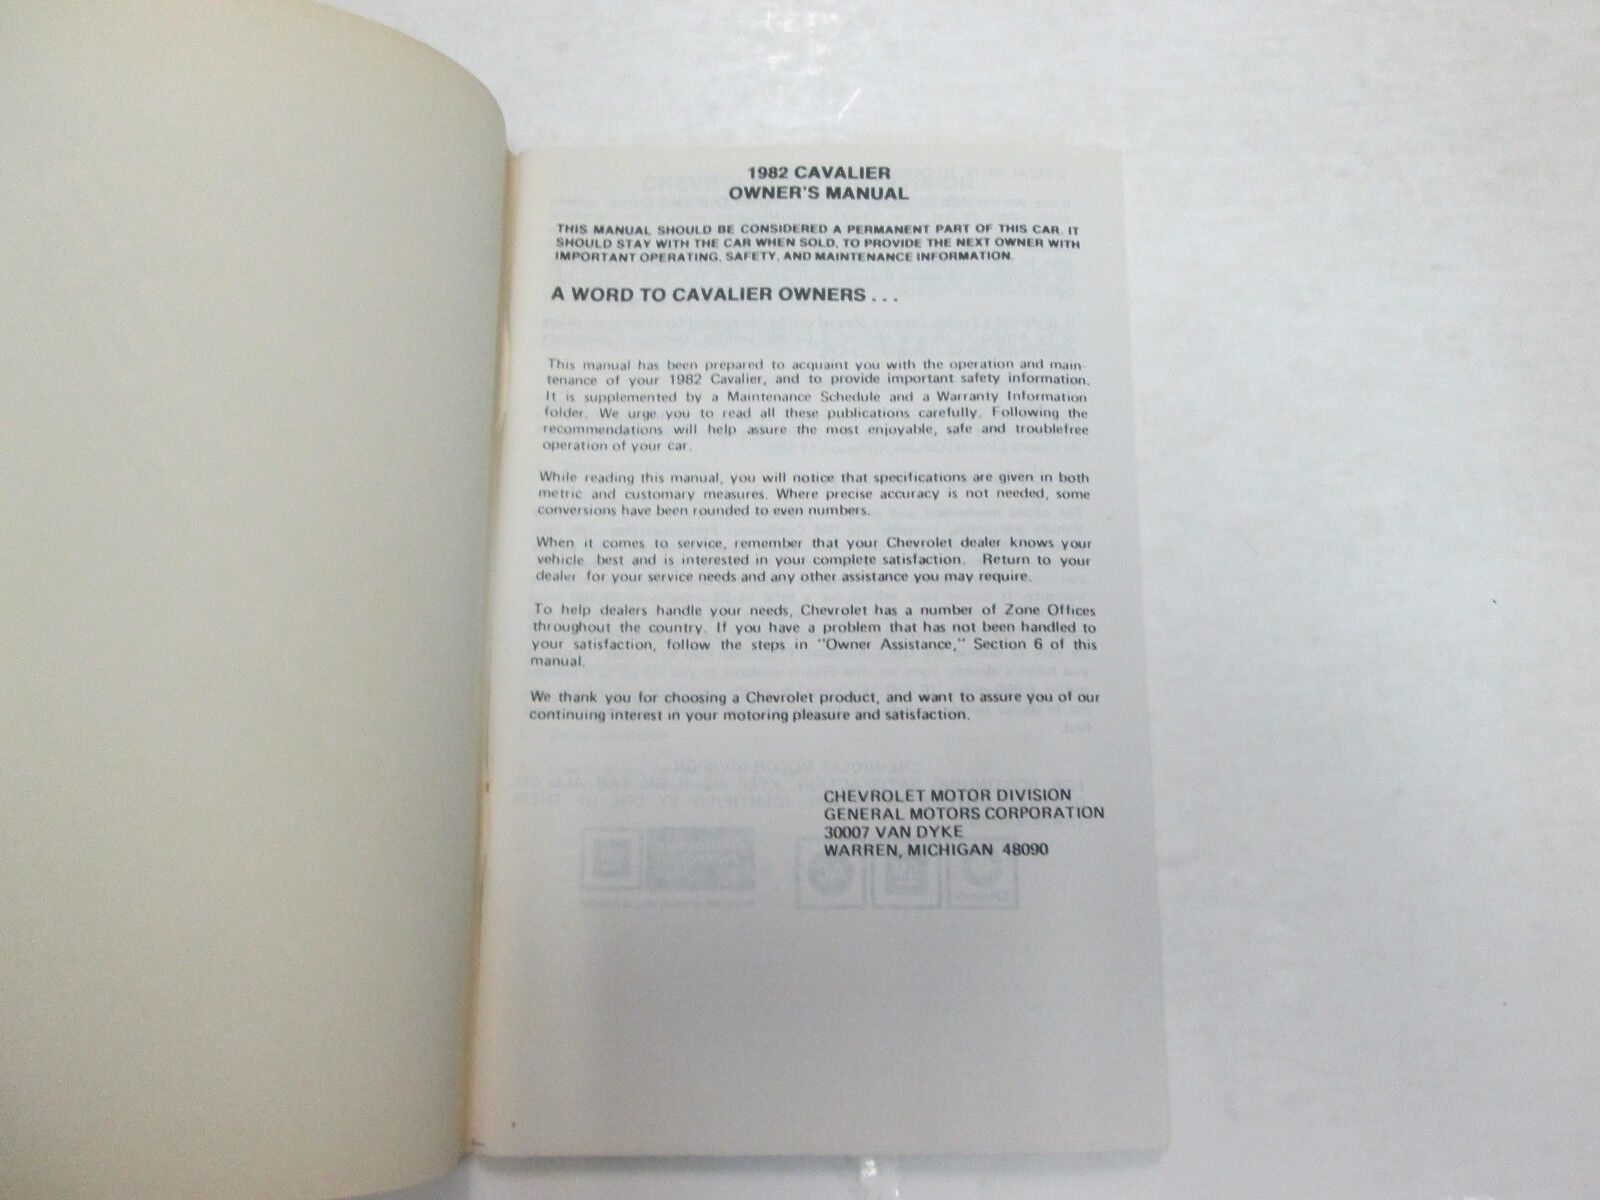 1982 CAVALIER
OWNER'S MANUAL
THIS MANUAL SHOULD BE CONSIDERED A PERMANENT PART OF THIS CAR. IT
SHOULD STAY WITH THE CAR WHEN SOLD, TO PROVIDE THE NEXT OWNER WITH
IMPORTANT OPERATING, SAFETY, AND MAINTENANCE INFORMATION.
A WORD TO CAVALIER OWNERS . . .
This manual has been prepared to acquaint you with the operation and main-
tenance of your 1982 Cavalier, and to provide important safety information.
It is supplemented by a Maintenance Schedule and a Warranty Information
folder. We urge you to read all these publications carefully. Following the
recommendations will help assure the most enjoyable, safe and troublefree
operation of your car.
While reading this manual, you will notice that specifications are given in both
metric and customary measures. Where precise accuracy is not needed, some
conversions have been rounded to even numbers.
When it comes to service, remember that your Chevrolet dealer knows your
vehicle best and is interested in your complete satisfaction. Return to your
dealer for your service needs and any other assistance you may require.
To help dealers handle your needs, Chevrolet has a number of Zone Offices
throughout the country. If you have a problem that has not been handled to
your satisfaction, follow the steps in "Owner Assistance," Section 6 of this
manual.
We thank you for choosing a Chevrolet product, and want to assure you of our
continuing interest in your motoring pleasure and satisfaction.
CHEVROLET MOTOR DIVISION
GENERAL MOTORS CORPORATION
30007 VAN DYKE
WARREN, MICHIGAN 48090